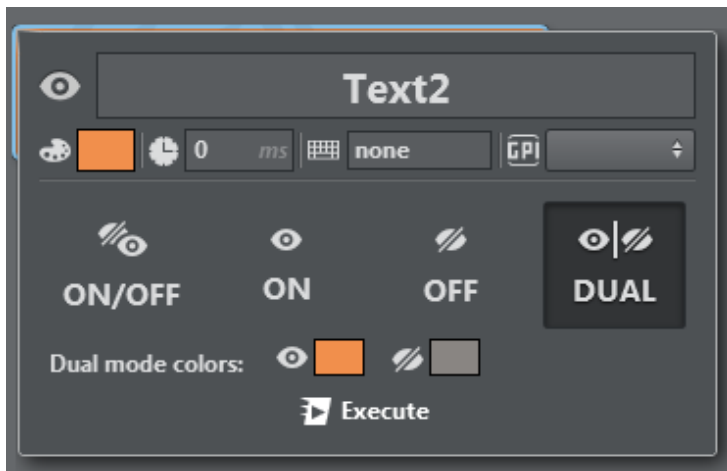 Text2
0 ms none GPI
ON/OFF ON OFF DUAL
Dual mode colors:
Execute